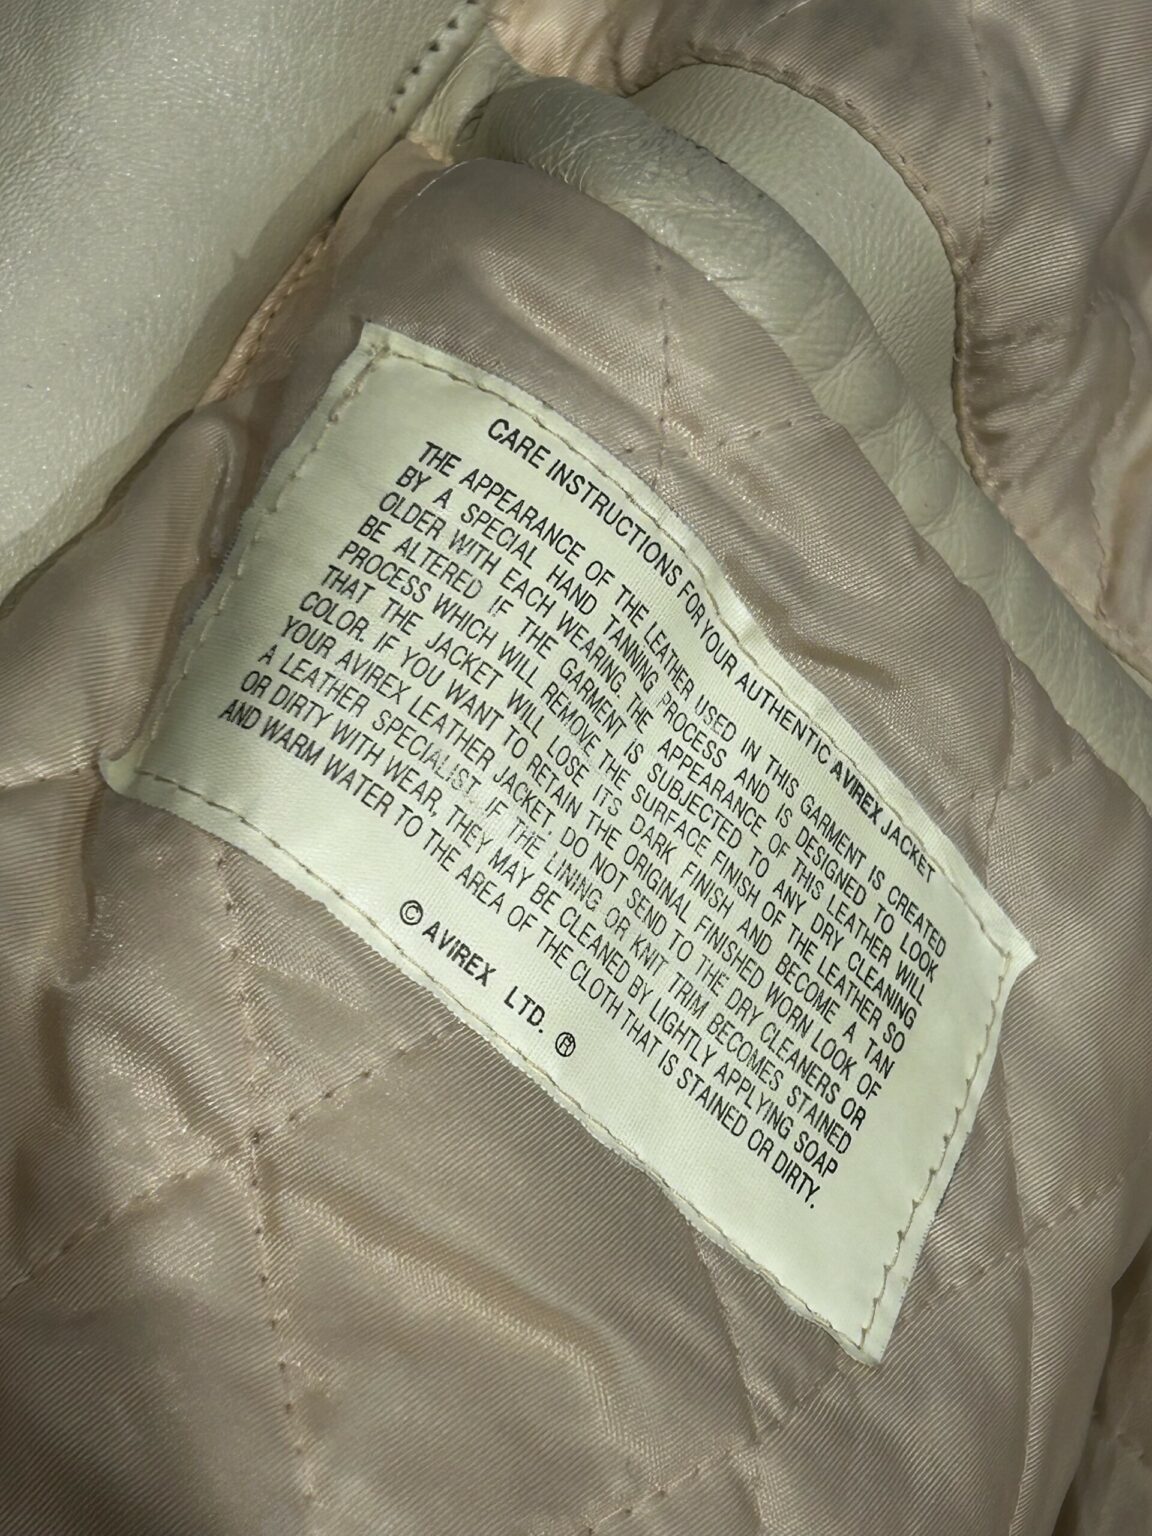 CARE INSTRUCTIONS FOR YOUR AUTHENTIC AVIREX JACKET
THE APPEARANCE OF THE LEATHER USED IN THIS GARMENT IS CREATED
BY A SPECIAL HAND TANNING PROCESS AND IS DESIGNED TO LOOK
OLDER WITH EACH WEARING. THE APPEARANCE OF THIS LEATHER WILL
BE ALTERED IF THE GARMENT IS SUBJECTED TO ANY DRY CLEANING
PROCESS WHICH WILL REMOVE THE SURFACE FINISH OF THE LEATHER SO
THAT THE JACKET WILL LOSE ITS DARK FINISH AND BECOME A TAN
COLOR. IF YOU WANT TO RETAIN THE ORIGINAL FINISHED WORN LOOK OF
YOUR AVIREX LEATHER JACKET, DO NOT SEND TO THE DRY CLEANERS OR
A LEATHER SPECIALIST. IF THE LINING OR KNIT TRIM BECOMES STAINED
OR DIRTY WITH WEAR, THEY MAY BE CLEANED BY LIGHTLY APPLYING SOAP
AND WARM WATER TO THE AREA OF THE CLOTH THAT IS STAINED OR DIRTY.
© AVIREX LTD. ®